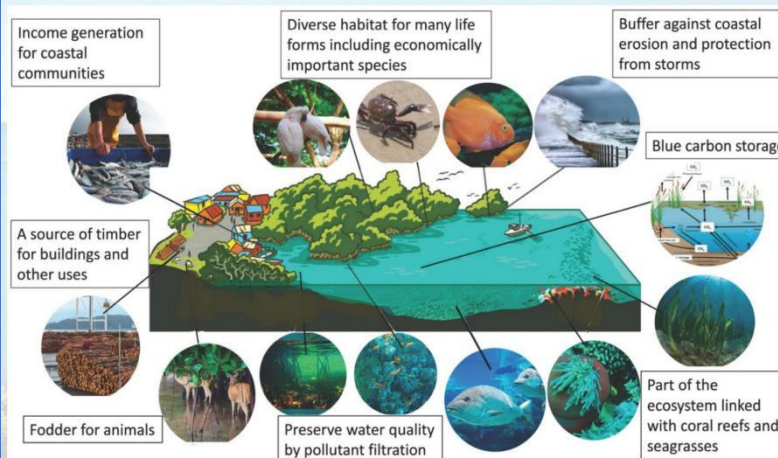 Income generation
for coastal
communities
Diverse habitat for many life
forms including economically
important species
Buffer against coastal
erosion and protection
from storms
Blue carbon storage
A source of timber
for buildings and
other uses
Fodder for animals
Preserve water quality
by pollutant filtration
Part of the
ecosystem linked
with coral reefs and
seagrasses